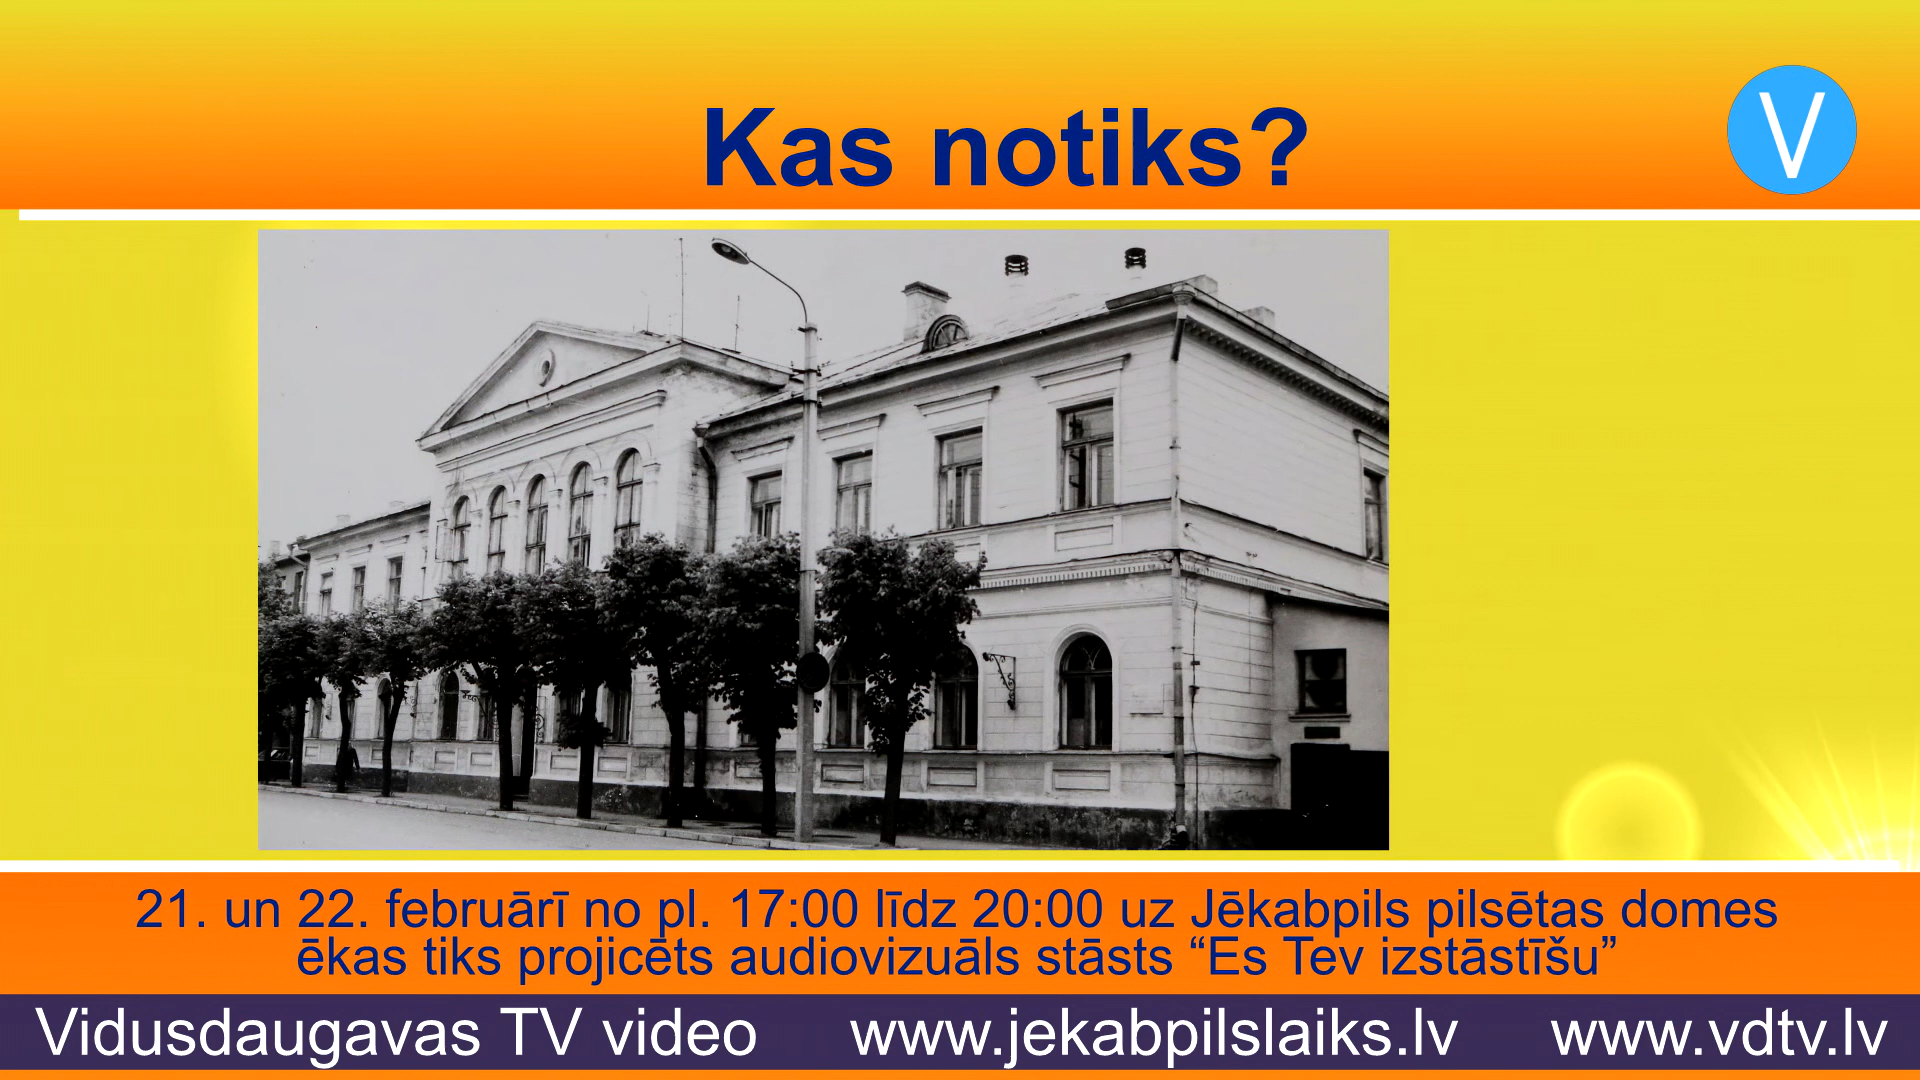 Kas notiks?
V
21. un 22. februārī no pl. 17:00 līdz 20:00 uz Jēkabpils pilsētas domes
ēkas tiks projicēts audiovizuāls stāsts “Es Tev izstāstīšu”
Vidusdaugavas TV video www.jekabpilslaiks.lv www.vdtv.lv